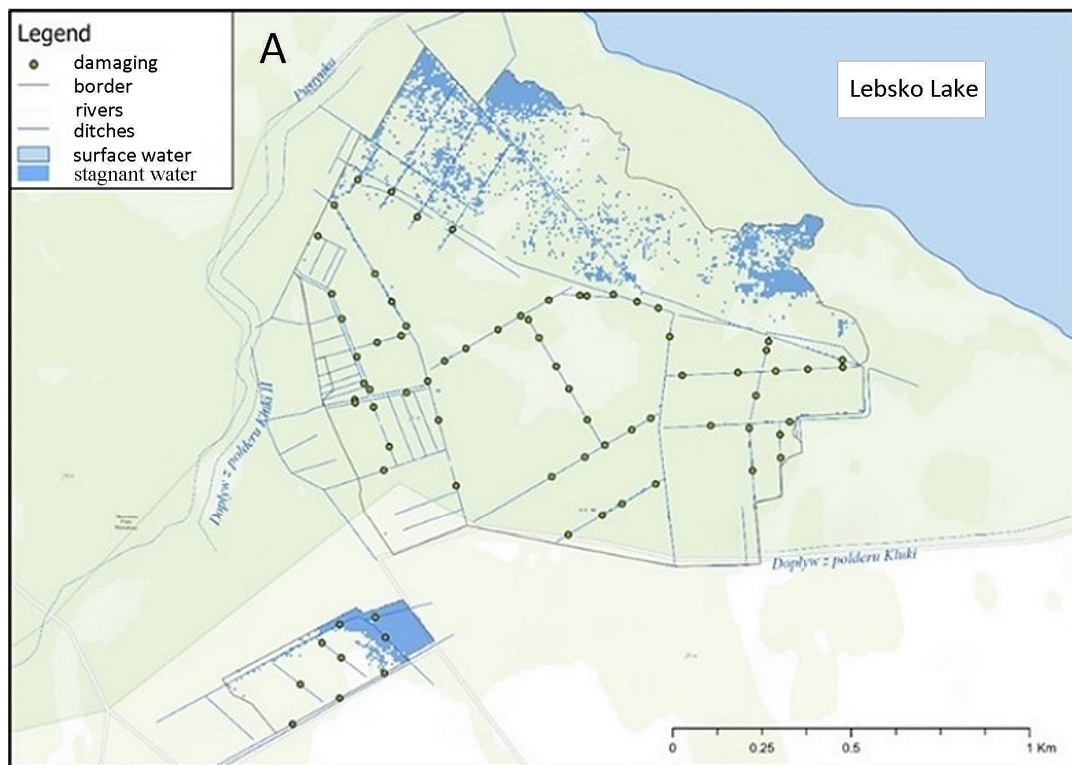 Legend
damaging
border
rivers
ditches
surface water
stagnant water
A
Lebsko Lake
Pustynka
Dopływ z polderu Kluki II
Dopływ z polderu Kluki
0
0.25
0.5
1 Km